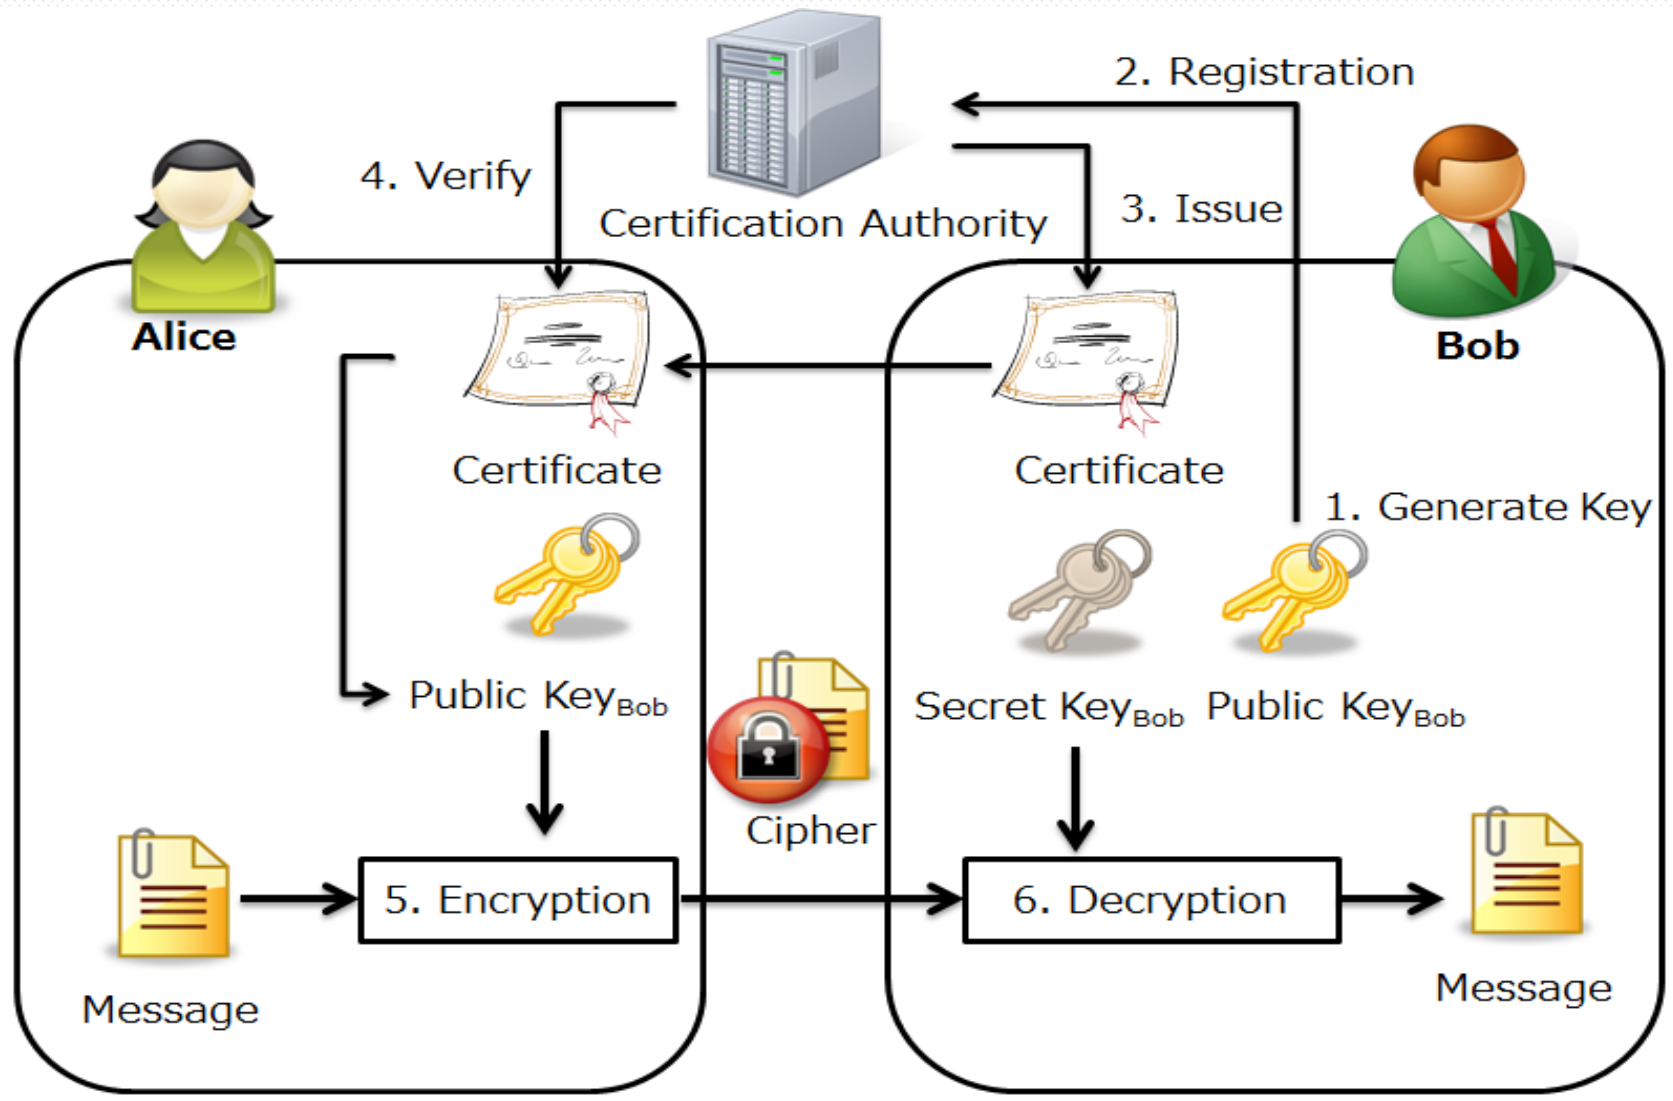 2. Registration
4. Verify
Certification Authority
3. Issue
Alice
Bob
Certificate
Certificate
1. Generate Key
Public KeyBob
Secret KeyBob
Public KeyBob
Cipher
5. Encryption
6. Decryption
Message
Message